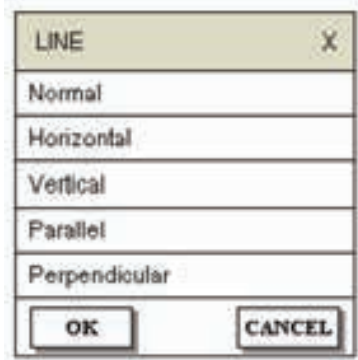 LINE X
Normal
Horizontal
Vertical
Parallel
Perpendicular
OK CANCEL